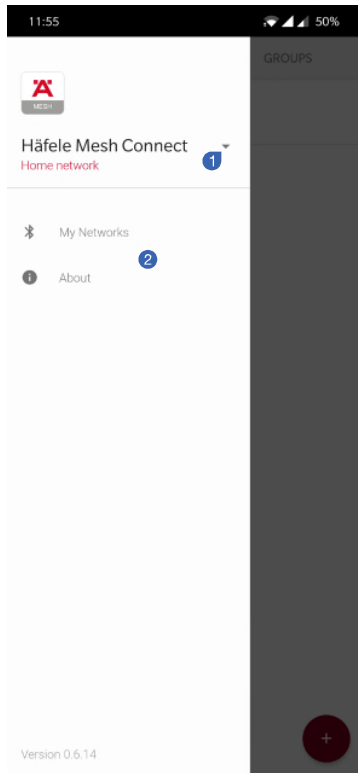 11:55
50%
GROUPS
MESH
Häfele Mesh Connect
1
Home network
My Networks
2
About
+
Version 0.6.14